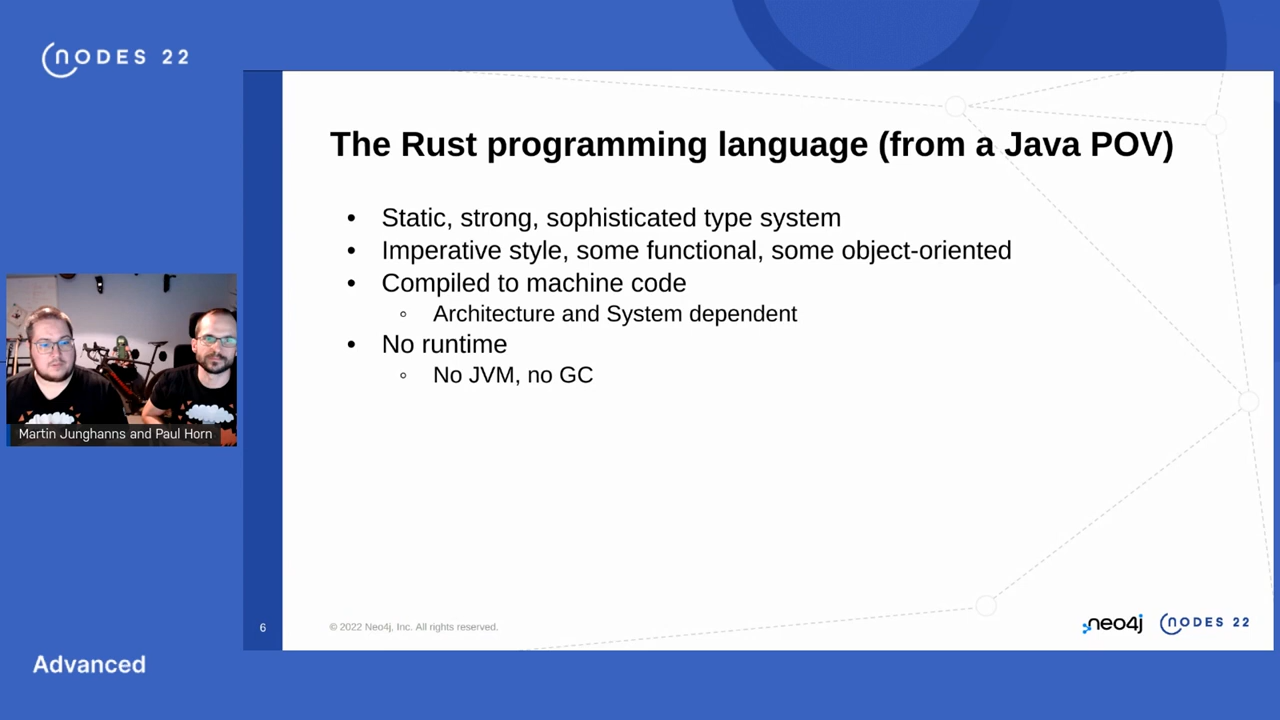 NODES 22
The Rust programming language (from a Java POV)
• Static, strong, sophisticated type system
• Imperative style, some functional, some object-oriented
• Compiled to machine code
◦ Architecture and System dependent
• No runtime
◦ No JVM, no GC
Martin Junghanns and Paul Horn
6
© 2022 Neo4j, Inc. All rights reserved.
neo4j
NODES 22
Advanced